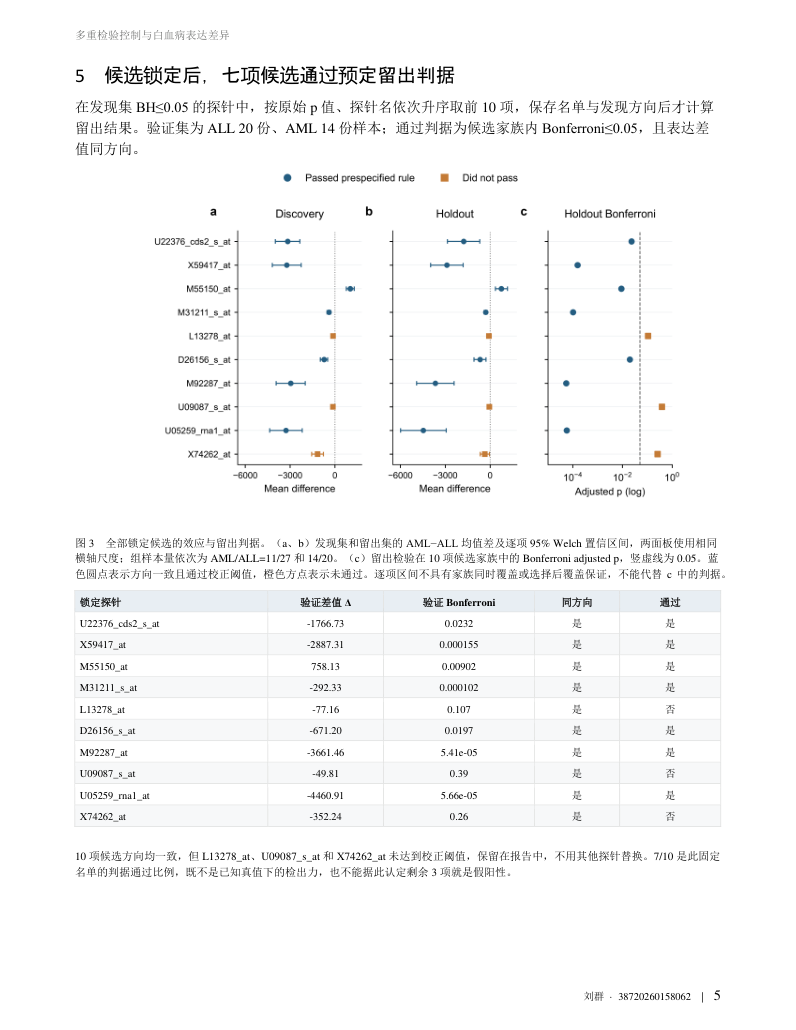 多重检验控制与白血病表达差异
5 候选锁定后，七项候选通过预定留出判据
在发现集 BH≤0.05 的探针中，按原始 p 值、探针名依次升序取前 10 项，保存名单与发现方向后才计算
留出结果。验证集为 ALL 20 份、AML 14 份样本；通过判据为候选家族内 Bonferroni≤0.05，且表达差
值同方向。
Passed prespecified rule Did not pass
a Discovery b Holdout c Holdout Bonferroni
U22376_cds2_s_at
X59417_at
M55150_at
M31211_s_at
L13278_at
D26156_s_at
M92287_at
U09087_s_at
U05259_rna1_at
X74262_at
−6000 −3000 0 −6000 −3000 0 10⁻⁴ 10⁻² 10⁰
Mean difference Mean difference Adjusted p (log)
图 3 全部锁定候选的效应与留出判据。（a、b）发现集和留出集的 AML−ALL 均值差及逐项 95% Welch 置信区间，两面板使用相同
横轴尺度；组样本量依次为 AML/ALL=11/27 和 14/20。（c）留出检验在 10 项候选家族中的 Bonferroni adjusted p，竖虚线为 0.05。蓝
色圆点表示方向一致且通过校正阈值，橙色方点表示未通过。逐项区间不具有家族同时覆盖或选择后覆盖保证，不能代替 c 中的判据。
锁定探针 验证差值 Δ 验证 Bonferroni 同方向 通过
U22376_cds2_s_at -1766.73 0.0232 是 是
X59417_at -2887.31 0.000155 是 是
M55150_at 758.13 0.00902 是 是
M31211_s_at -292.33 0.000102 是 是
L13278_at -77.16 0.107 是 否
D26156_s_at -671.20 0.0197 是 是
M92287_at -3661.46 5.41e-05 是 是
U09087_s_at -49.81 0.39 是 否
U05259_rna1_at -4460.91 5.66e-05 是 是
X74262_at -352.24 0.26 是 否
10 项候选方向均一致，但 L13278_at、U09087_s_at 和 X74262_at 未达到校正阈值，保留在报告中，不用其他探针替换。7/10 是此固定
名单的判据通过比例，既不是已知真值下的检出力，也不能据此认定剩余 3 项就是假阳性。
刘群 · 38720260158062 | 5